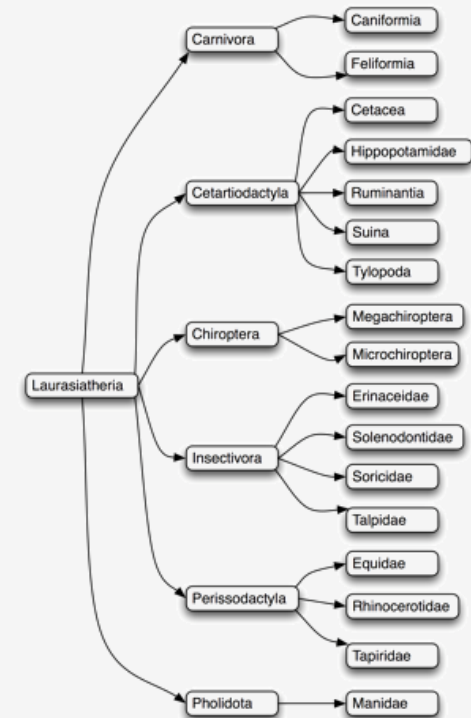 Laurasiatheria
Carnivora
Caniformia
Feliformia
Cetartiodactyla
Cetacea
Hippopotamidae
Ruminantia
Suina
Tylopoda
Chiroptera
Megachiroptera
Microchiroptera
Insectivora
Erinaceidae
Solenodontidae
Soricidae
Talpidae
Perissodactyla
Equidae
Rhinocerotidae
Tapiridae
Pholidota
Manidae